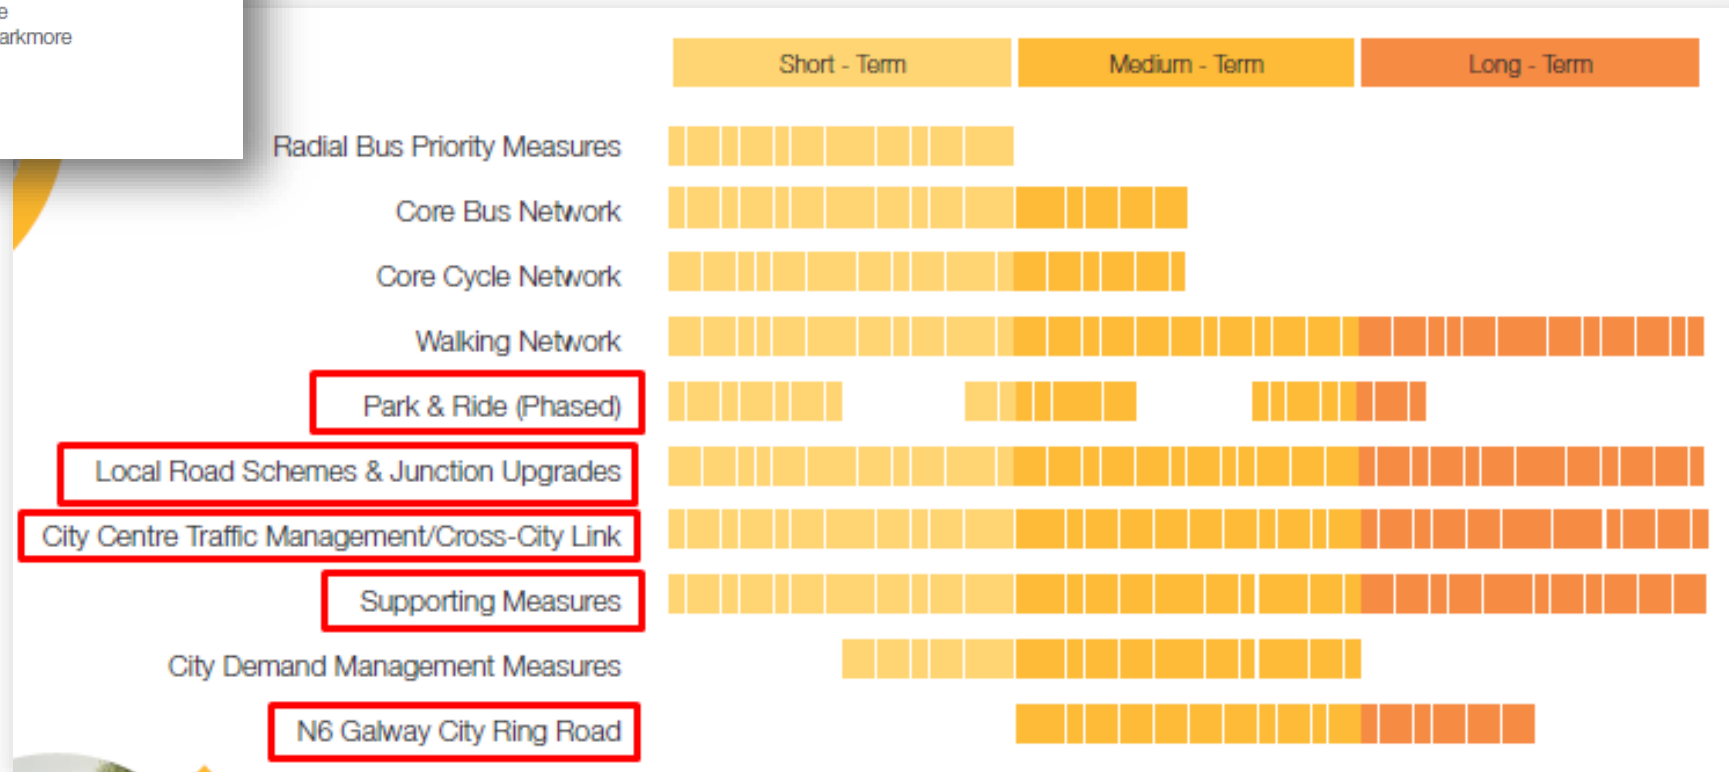 e
arkmore
Short - Term Medium - Term Long - Term
Radial Bus Priority Measures
Core Bus Network
Core Cycle Network
Walking Network
Park & Ride (Phased)
Local Road Schemes & Junction Upgrades
City Centre Traffic Management/Cross-City Link
Supporting Measures
City Demand Management Measures
N6 Galway City Ring Road